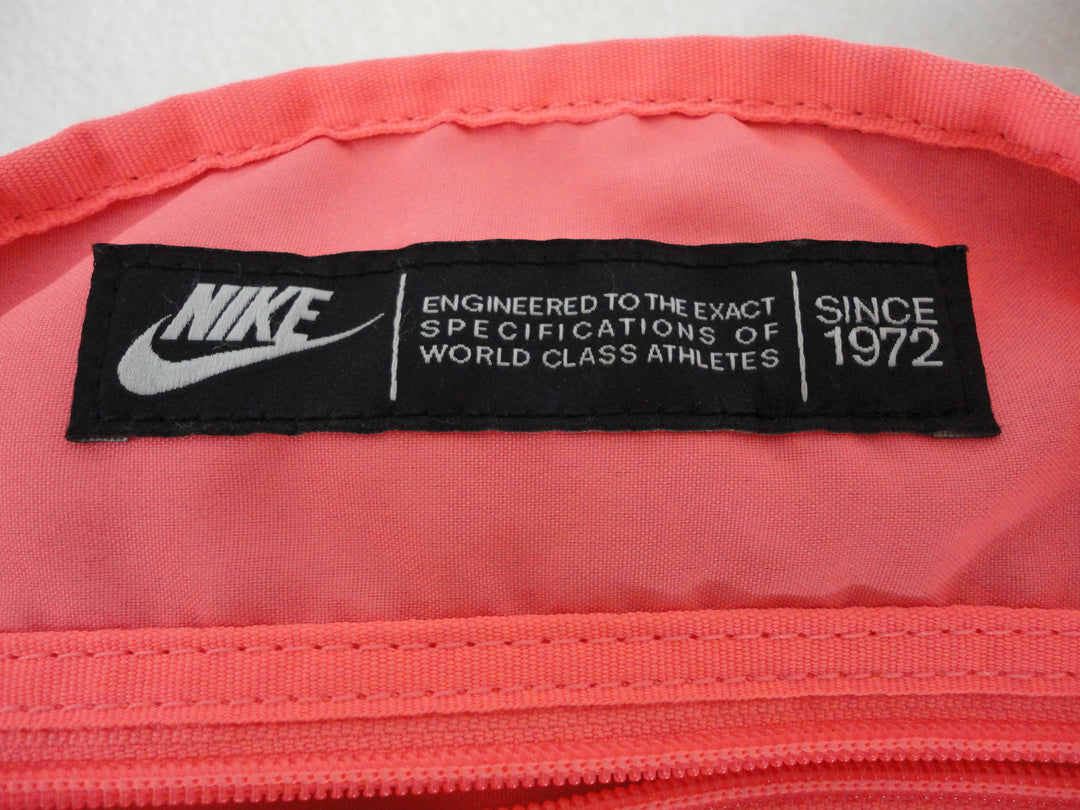 NIKE
ENGINEERED TO THE EXACT
SPECIFICATIONS OF
WORLD CLASS ATHLETES
SINCE
1972